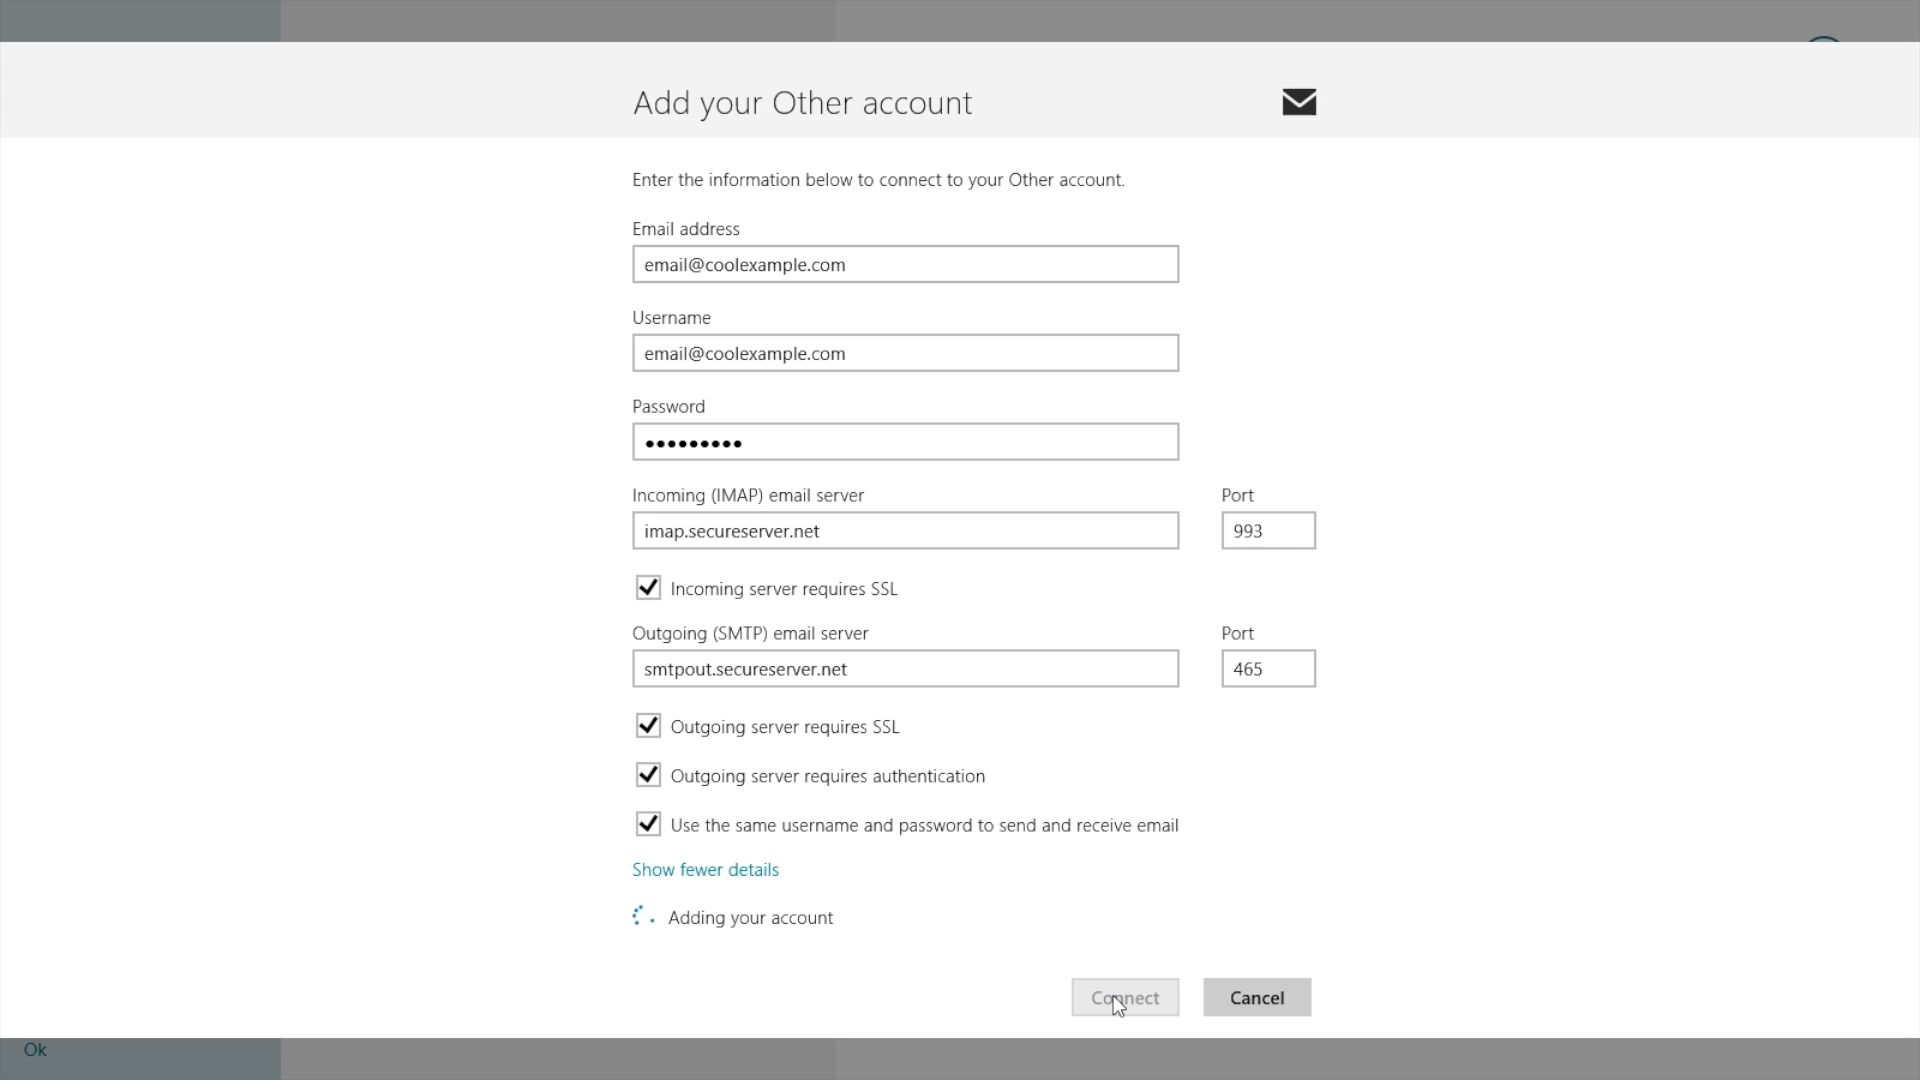 Add your Other account
Enter the information below to connect to your Other account.
Email address
email@coolexample.com
Username
email@coolexample.com
Password
•••••••••
Incoming (IMAP) email server
Port
imap.secureserver.net
993
Incoming server requires SSL
Outgoing (SMTP) email server
Port
smtpout.secureserver.net
465
Outgoing server requires SSL
Outgoing server requires authentication
Use the same username and password to send and receive email
Show fewer details
Adding your account
Connect
Cancel
Ok